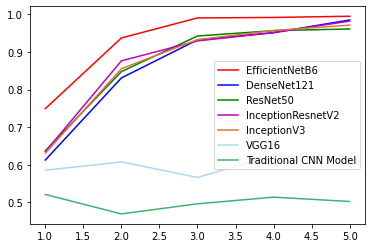 1.0
0.9
0.8
0.7
0.6
0.5
EfficientNetB6
DenseNet121
ResNet50
InceptionResnetV2
InceptionV3
VGG16
Traditional CNN Model
1.0 1.5 2.0 2.5 3.0 3.5 4.0 4.5 5.0